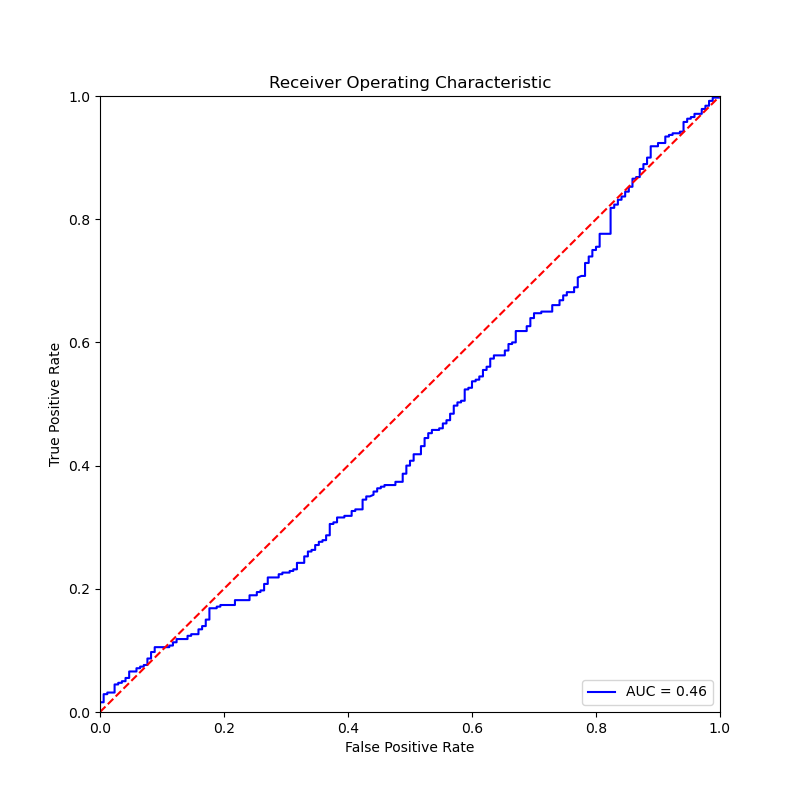 Receiver Operating Characteristic
1.0
0.8
0.6
0.4
0.2
0.0
True Positive Rate
AUC = 0.46
0.0 0.2 0.4 0.6 0.8 1.0
False Positive Rate